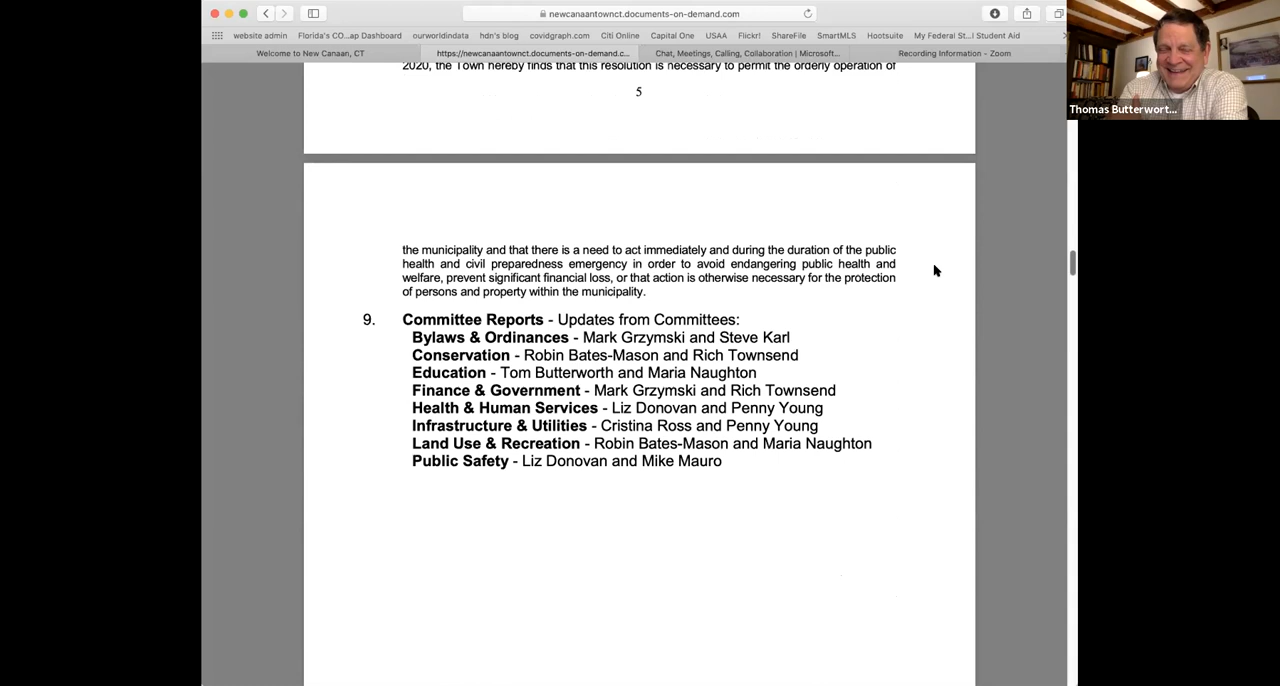 newcanaantownct.documents-on-demand.com
website admin Florida's CO...ap Dashboard ourworldindata hdn's blog covidgraph.com Citi Online Capital One USAA Flickr! ShareFile SmartMLS Hootsuite My Federal St...l Student Aid
Welcome to New Canaan, CT https://newcanaantownct.documents-on-demand.c... Chat, Meetings, Calling, Collaboration | Microsoft... Recording Information - Zoom
Thomas Butterwort...
2020, the Town hereby finds that this resolution is necessary to permit the orderly operation of
5
the municipality and that there is a need to act immediately and during the duration of the public
health and civil preparedness emergency in order to avoid endangering public health and
welfare, prevent significant financial loss, or that action is otherwise necessary for the protection
of persons and property within the municipality.
9. Committee Reports - Updates from Committees:
Bylaws & Ordinances - Mark Grzymski and Steve Karl
Conservation - Robin Bates-Mason and Rich Townsend
Education - Tom Butterworth and Maria Naughton
Finance & Government - Mark Grzymski and Rich Townsend
Health & Human Services - Liz Donovan and Penny Young
Infrastructure & Utilities - Cristina Ross and Penny Young
Land Use & Recreation - Robin Bates-Mason and Maria Naughton
Public Safety - Liz Donovan and Mike Mauro